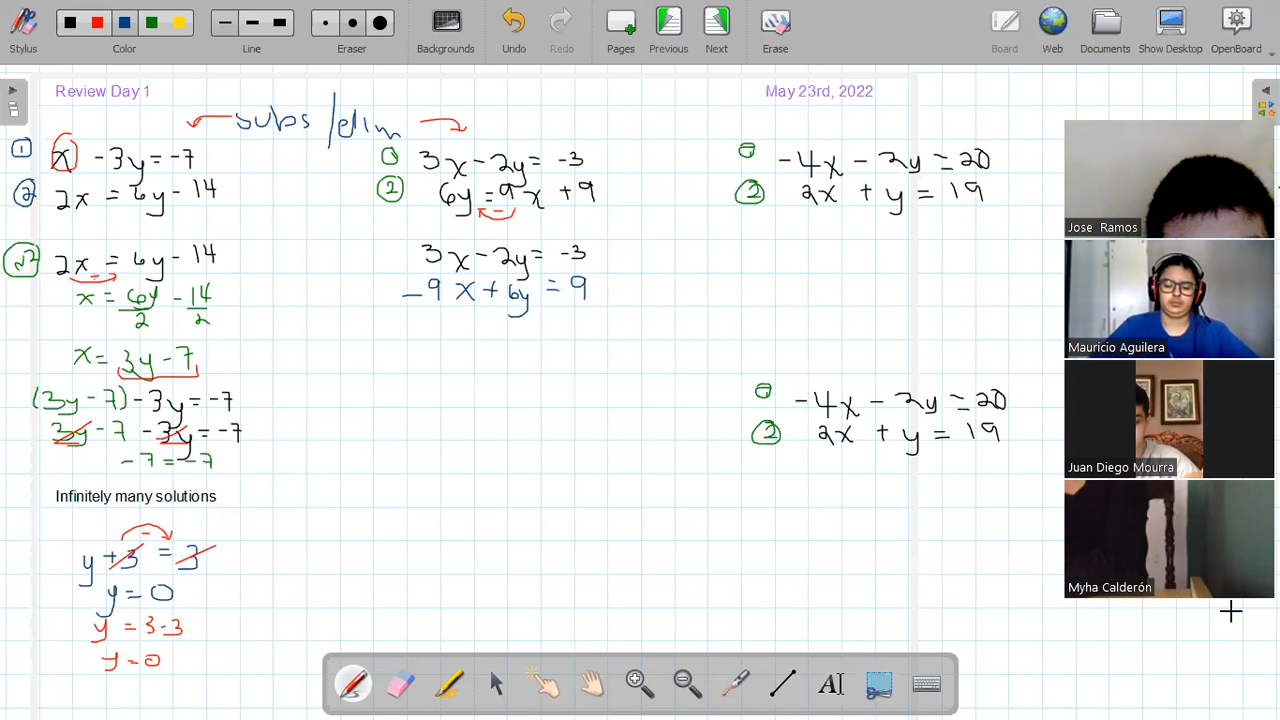 Stylus
Color
Line
Eraser
Backgrounds
Undo
Redo
Pages
Previous
Next
Erase
Board
Web
Documents
Show Desktop
OpenBoard
Review Day 1
May 23rd, 2022
subs / elim
1 x - 3y = -7
2 2x = 6y - 14
2x = 6y - 14
x = 6y/2 - 14/2
x = 3y - 7
(3y - 7) - 3y = -7
3y - 7 - 3y = -7
-7 = -7
Infinitely many solutions
y + 3 = 3
y = 0
y = 3 - 3
y = 0
1 3x - 2y = -3
2 6y = 9x + 9
3x - 2y = -3
-9x + 6y = 9
-4x - 2y = 20
2 2x + y = 19
-4x - 2y = 20
2 2x + y = 19
Jose Ramos
Mauricio Aguilera
Juan Diego Mourra
Myha Calderón
AI